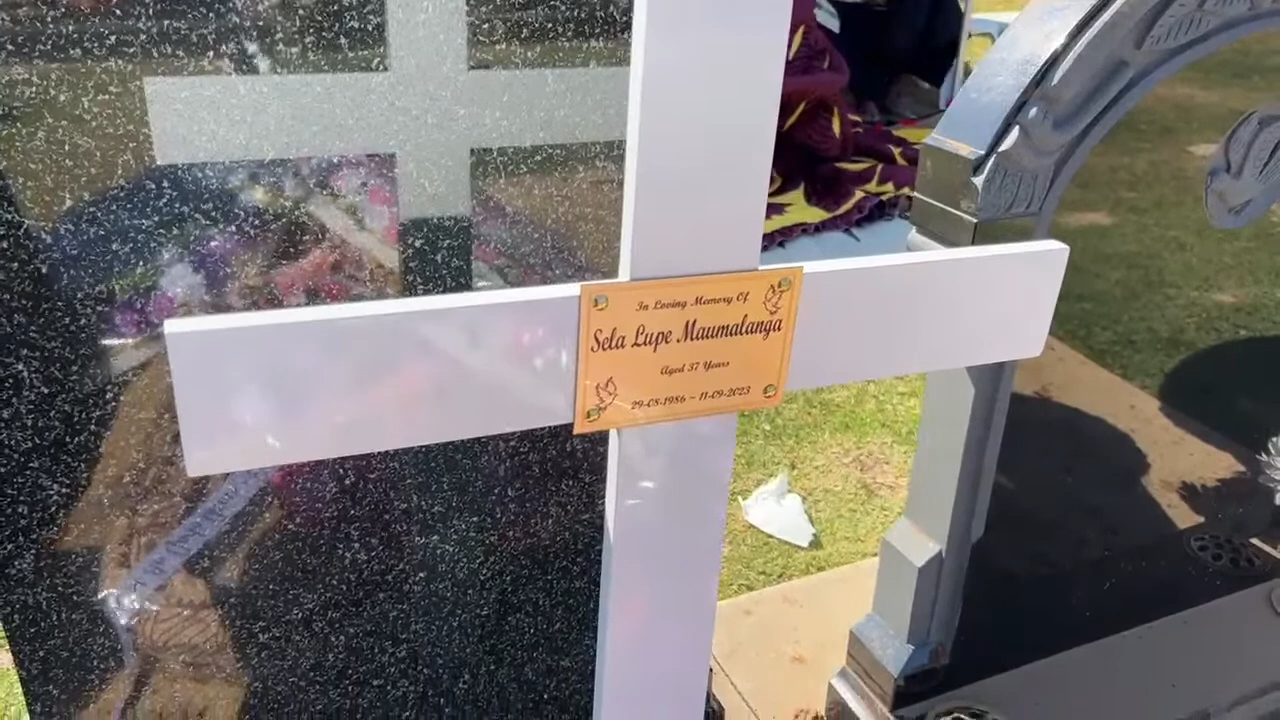 In Loving Memory Of
Sela Lupe Maumalanga
Aged 37 Years
29-08-1986 ~ 11-09-2023